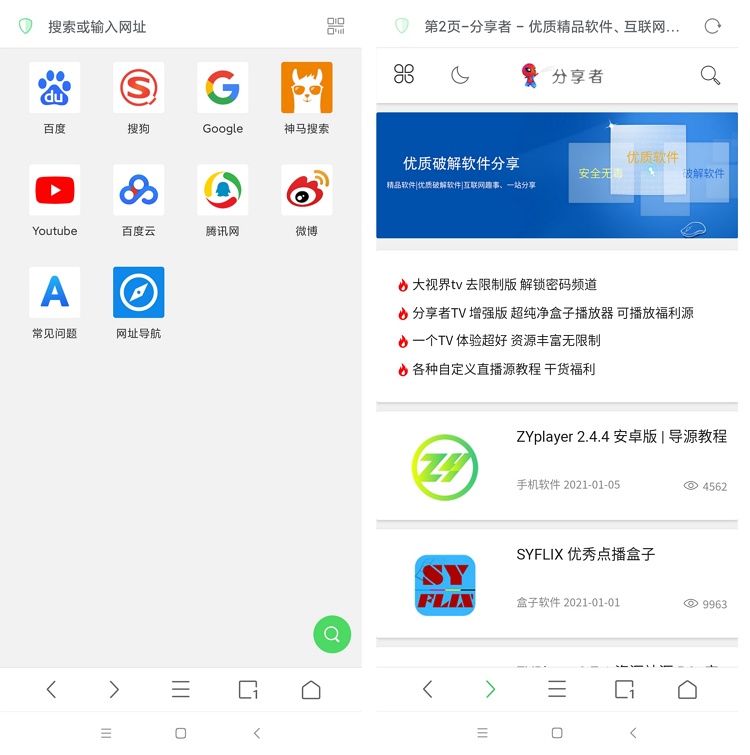 搜索或输入网址
百度
搜狗
Google
神马搜索
Youtube
百度云
腾讯网
微博
常见问题
网址导航
1
第2页-分享者 - 优质精品软件、互联网...
分享者
优质破解软件分享
精品软件|优质破解软件|互联网趣事、一站分享
安全无毒
优质软件
破解软件
大视界tv 去限制版 解锁密码频道
分享者TV 增强版 超纯净盒子播放器 可播放福利源
一个TV 体验超好 资源丰富无限制
各种自定义直播源教程 干货福利
ZY
ZYplayer 2.4.4 安卓版 | 导源教程
手机软件 2021-01-05
4562
SY
FLIX
SYFLIX 优秀点播盒子
盒子软件 2021-01-01
9963
1